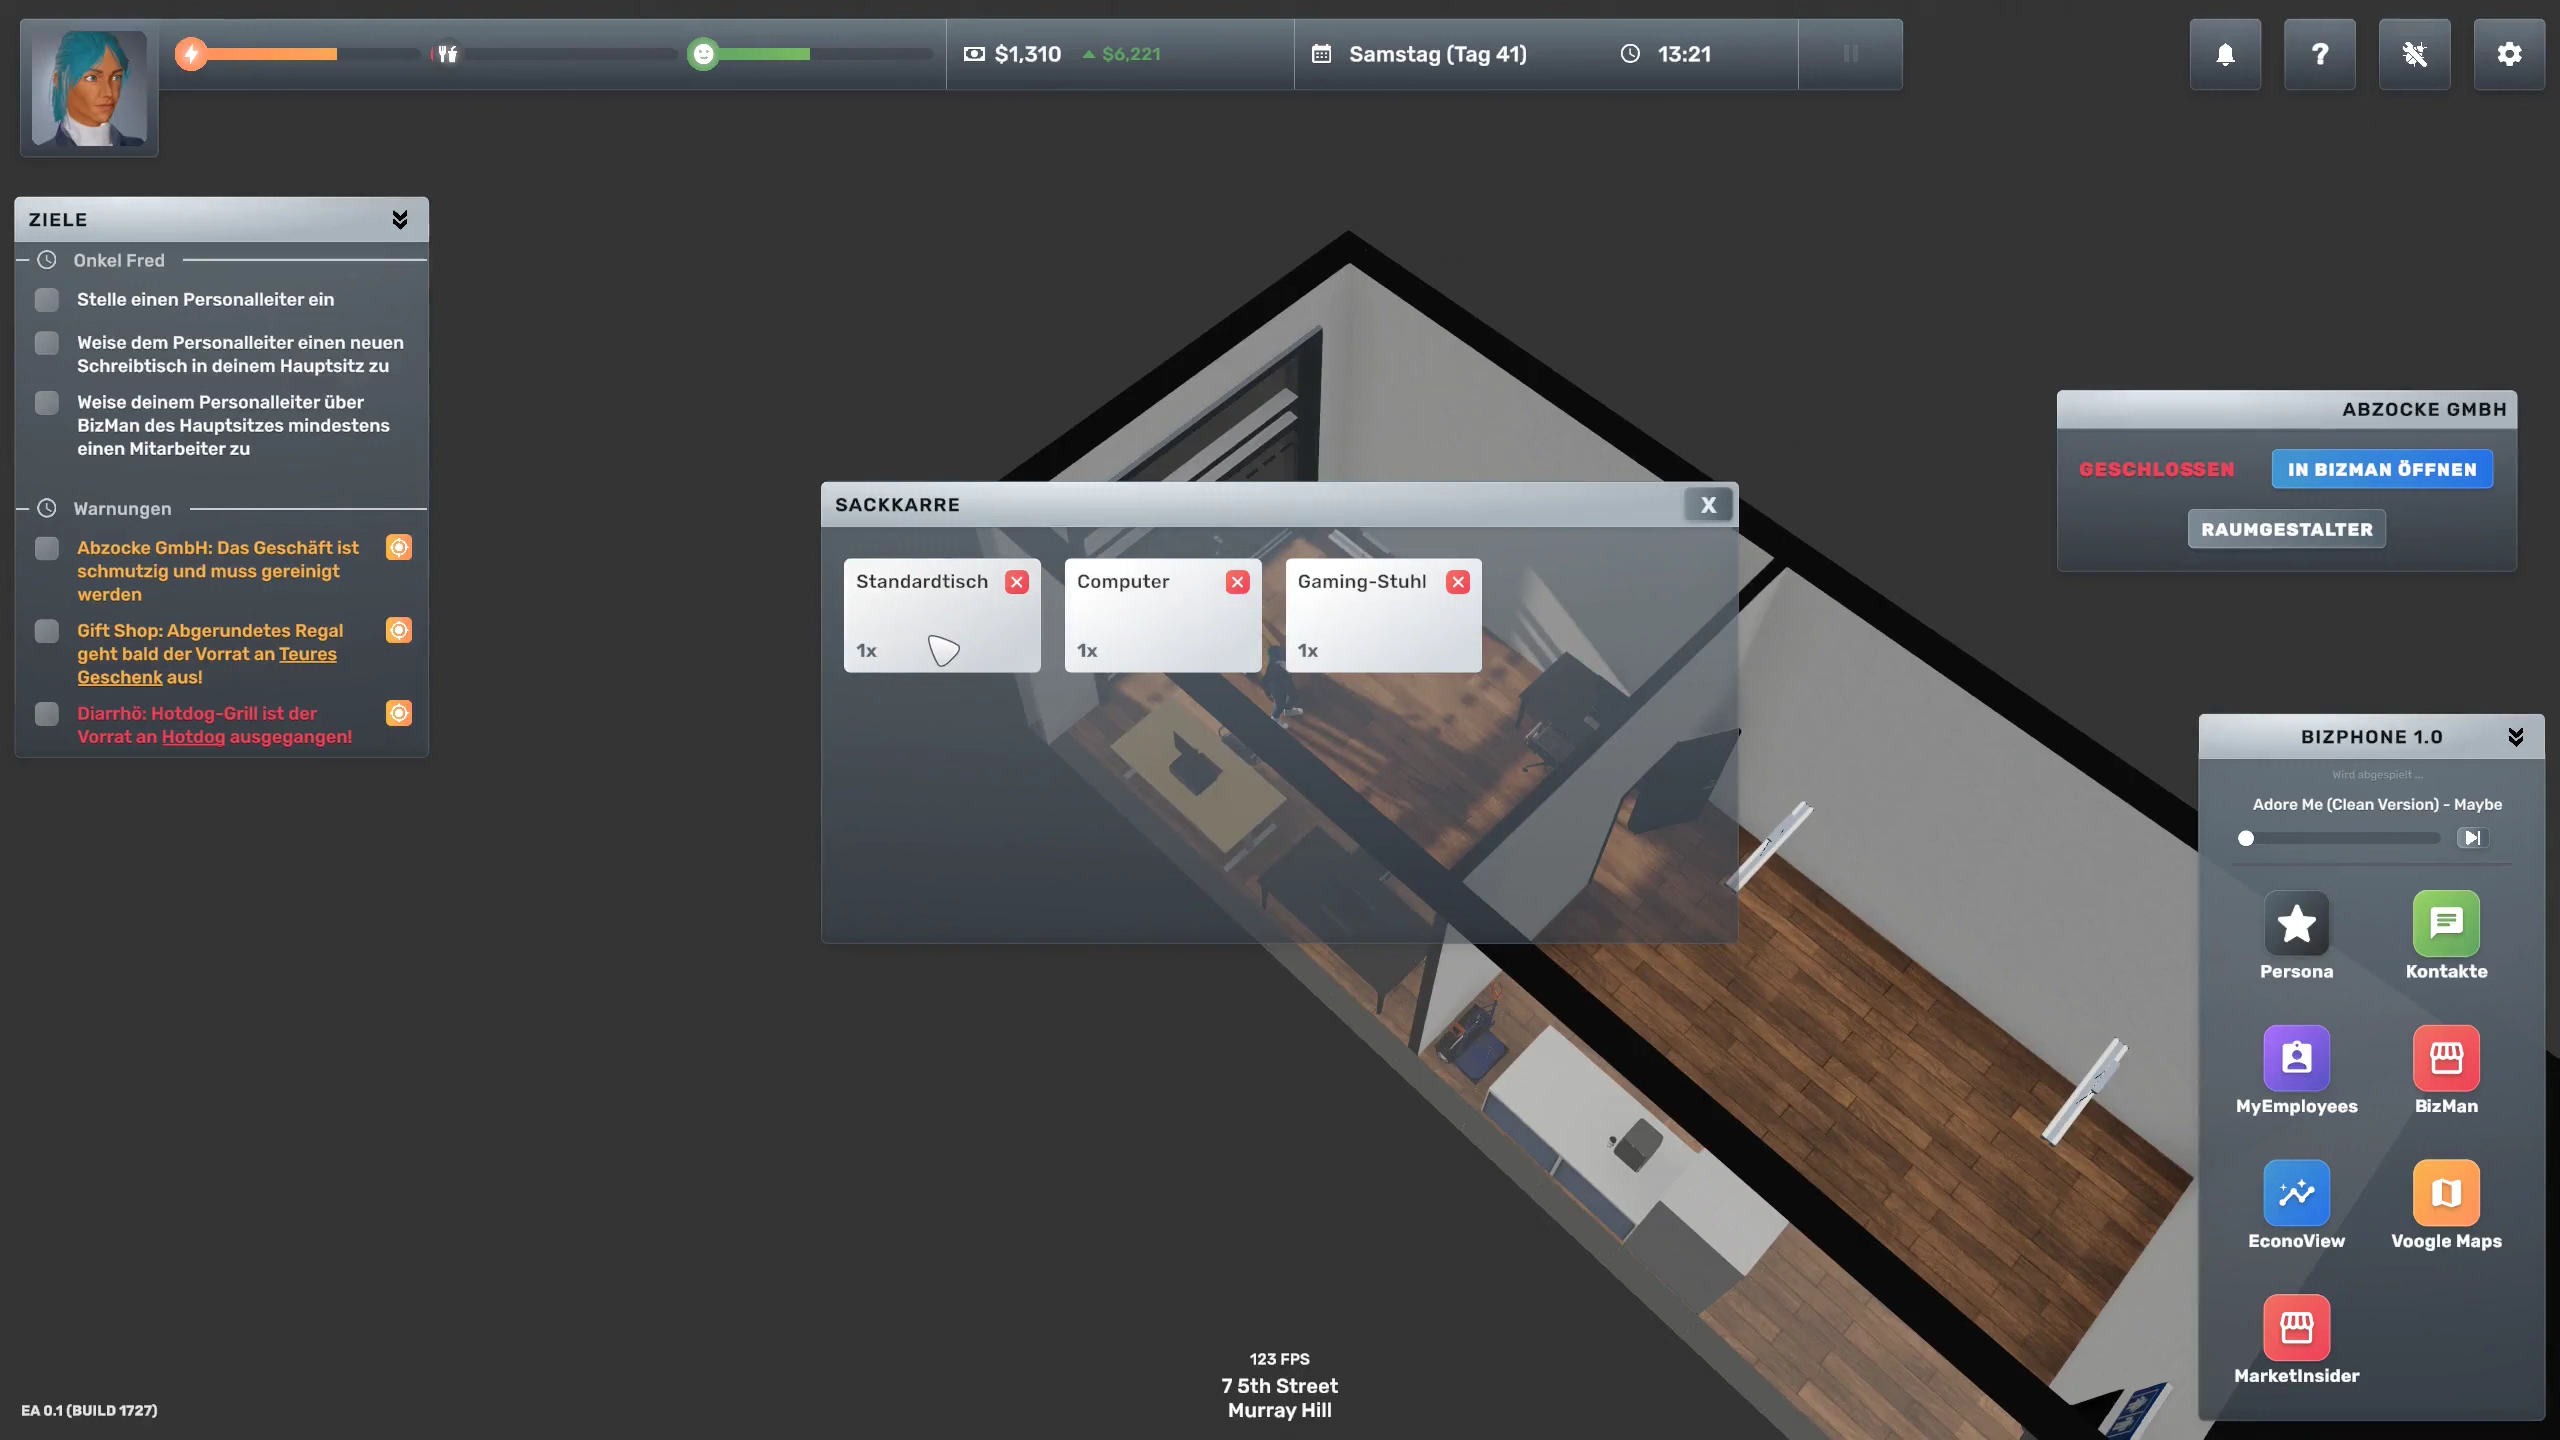 $1,310
$6,221
Samstag (Tag 41)
13:21
?
ZIELE
Onkel Fred
Stelle einen Personalleiter ein
Weise dem Personalleiter einen neuen
Schreibtisch in deinem Hauptsitz zu
Weise deinem Personalleiter über
BizMan des Hauptsitzes mindestens
einen Mitarbeiter zu
Warnungen
Abzocke GmbH: Das Geschäft ist
schmutzig und muss gereinigt
werden
Gift Shop: Abgerundetes Regal
geht bald der Vorrat an Teures
Geschenk aus!
Diarrhö: Hotdog-Grill ist der
Vorrat an Hotdog ausgegangen!
SACKKARRE
X
Standardtisch
1x
Computer
1x
Gaming-Stuhl
1x
ABZOCKE GMBH
GESCHLOSSEN
IN BIZMAN ÖFFNEN
RAUMGESTALTER
BIZPHONE 1.0
Wird abgespielt ...
Adore Me (Clean Version) - Maybe
Persona
Kontakte
MyEmployees
BizMan
EconoView
Voogle Maps
MarketInsider
123 FPS
7 5th Street
Murray Hill
EA 0.1 (BUILD 1727)